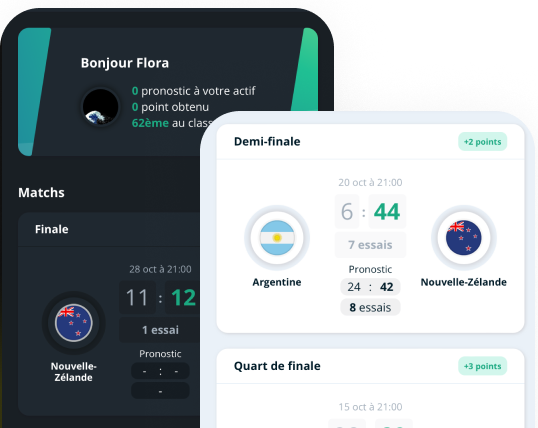 Bonjour Flora
0 pronostic à votre actif
0 point obtenu
62ème au class
Matchs
Finale
28 oct à 21:00
11 : 12
1 essai
Nouvelle-
Zélande
Pronostic
- : -
-
Demi-finale
+2 points
20 oct à 21:00
6 : 44
7 essais
Argentine
Nouvelle-Zélande
Pronostic
24 : 42
8 essais
Quart de finale
+3 points
15 oct à 21:00